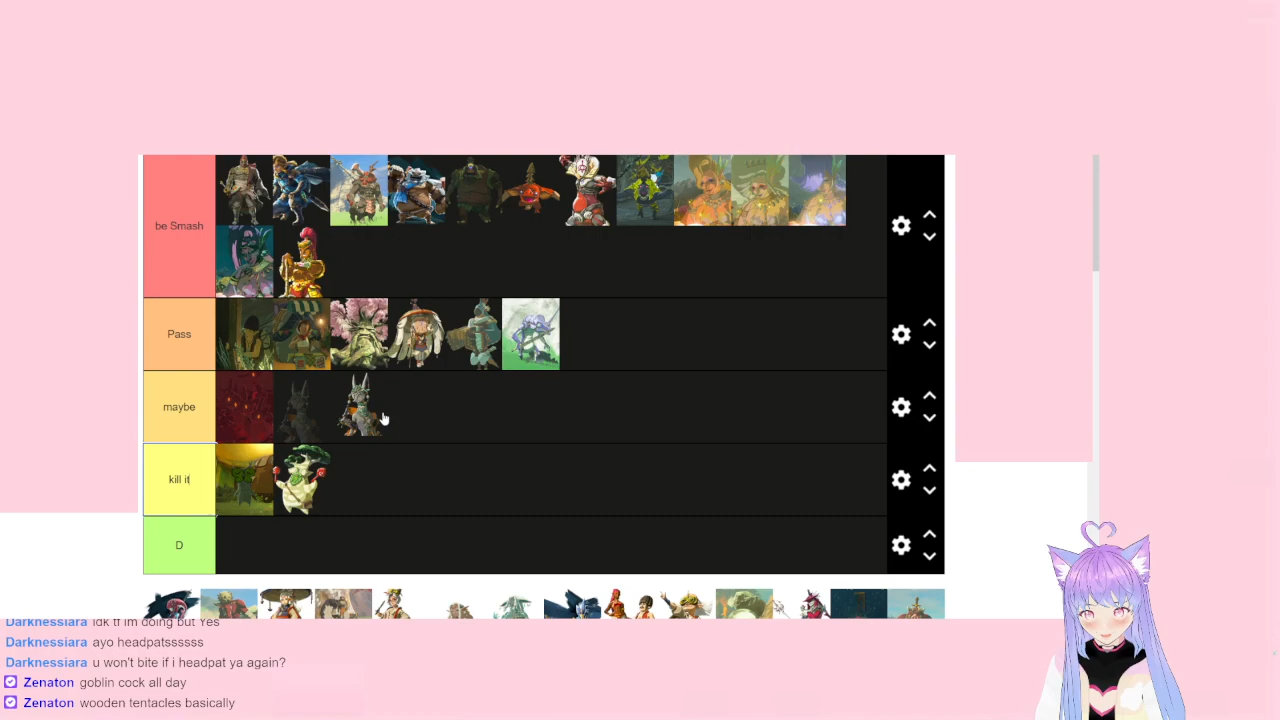 be Smash
Pass
maybe
kill it
D
Darknessiara idk tf im doing but Yes
Darknessiara ayo headpatssssss
Darknessiara u won't bite if i headpat ya again?
Zenaton goblin cock all day
Zenaton wooden tentacles basically